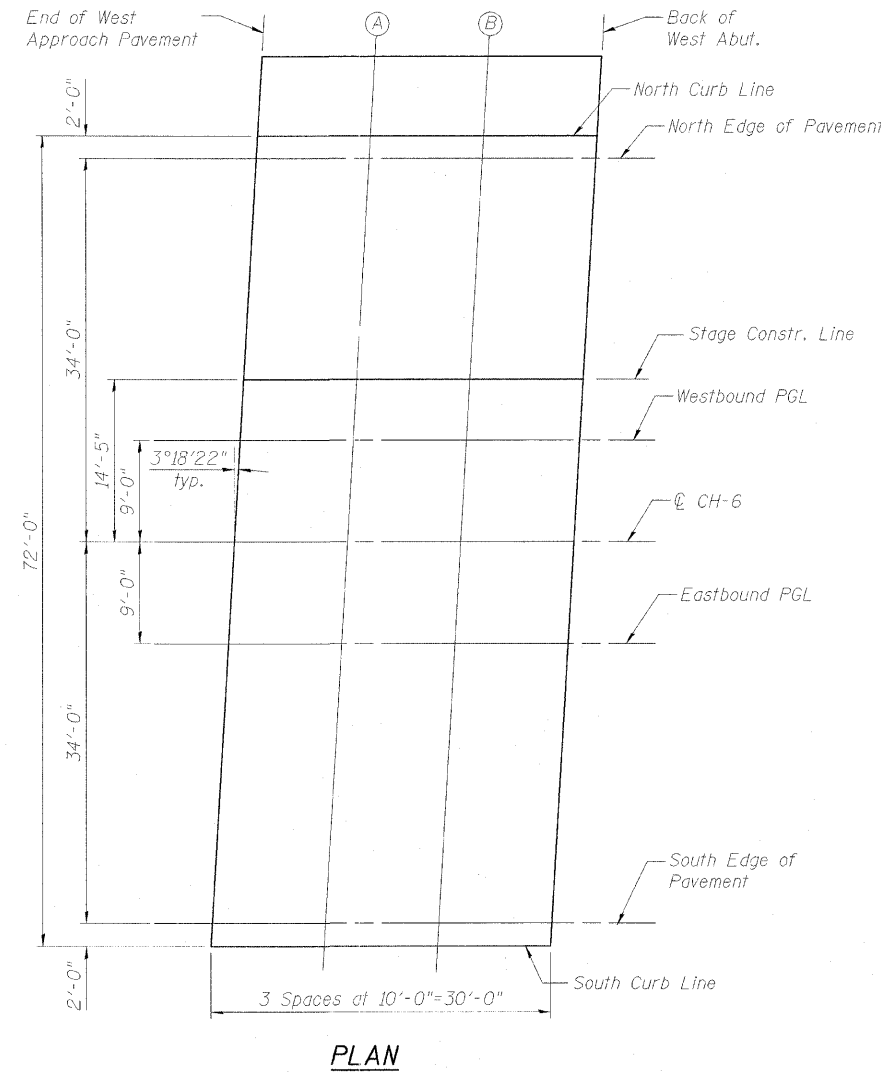 End of West
Approach Pavement
A
B
Back of
West Abut.
2'-0"
North Curb Line
North Edge of Pavement
34'-0"
Stage Constr. Line
Westbound PGL
14'-5"
9'-0"
3°18'22"
typ.
72'-0"
℄ CH-6
9'-0"
Eastbound PGL
34'-0"
South Edge of
Pavement
2'-0"
South Curb Line
3 Spaces at 10'-0"=30'-0"
PLAN